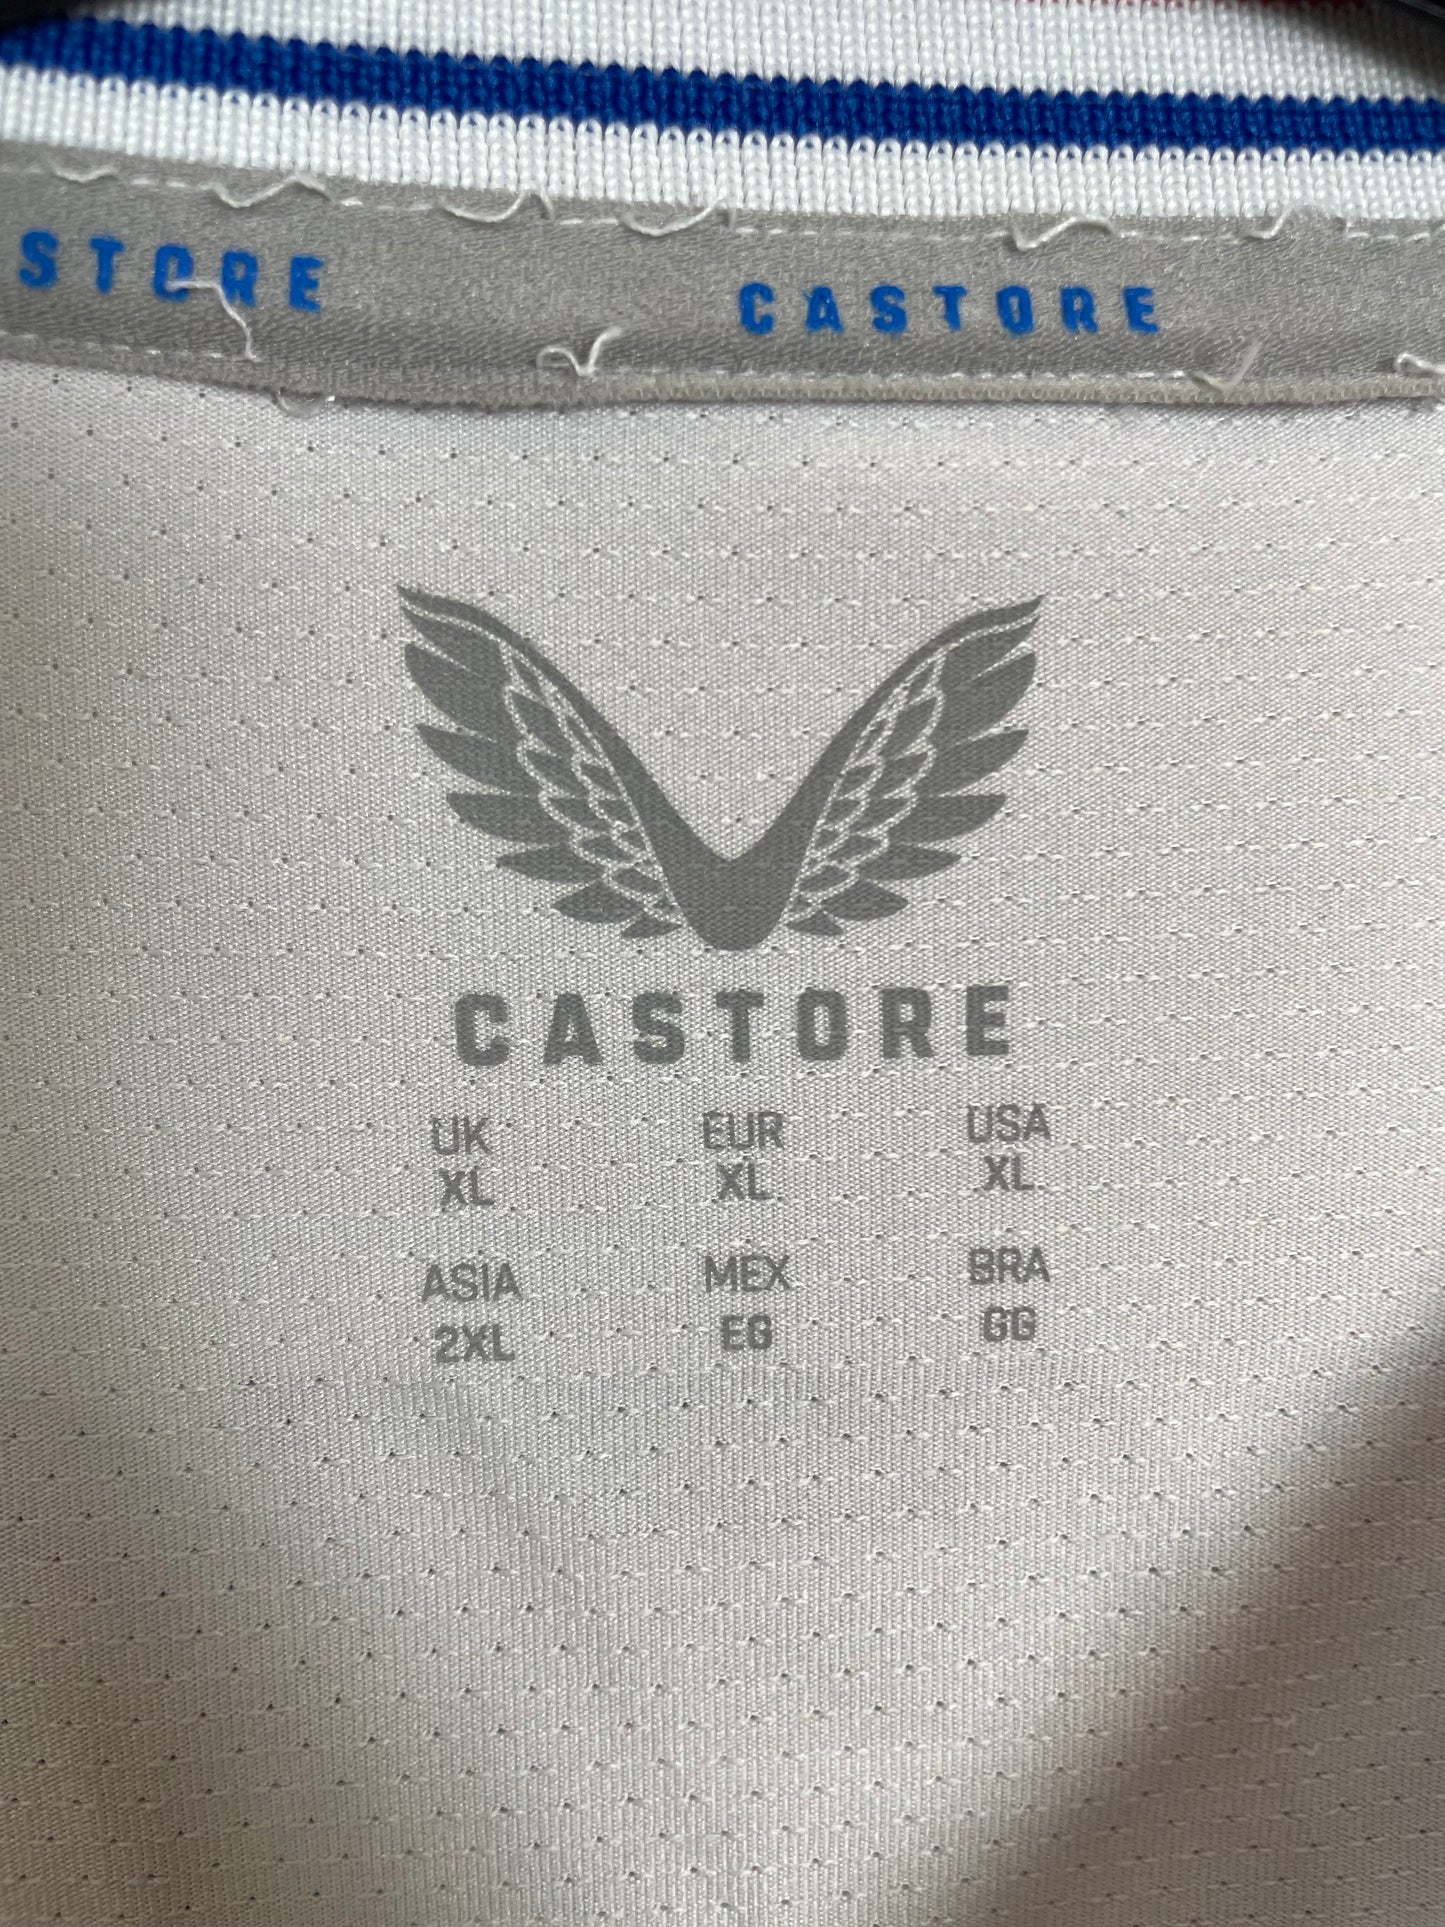 STORE CASTORE
CASTORE
UK EUR USA
XL XL XL
ASIA MEX BRA
2XL EG GG